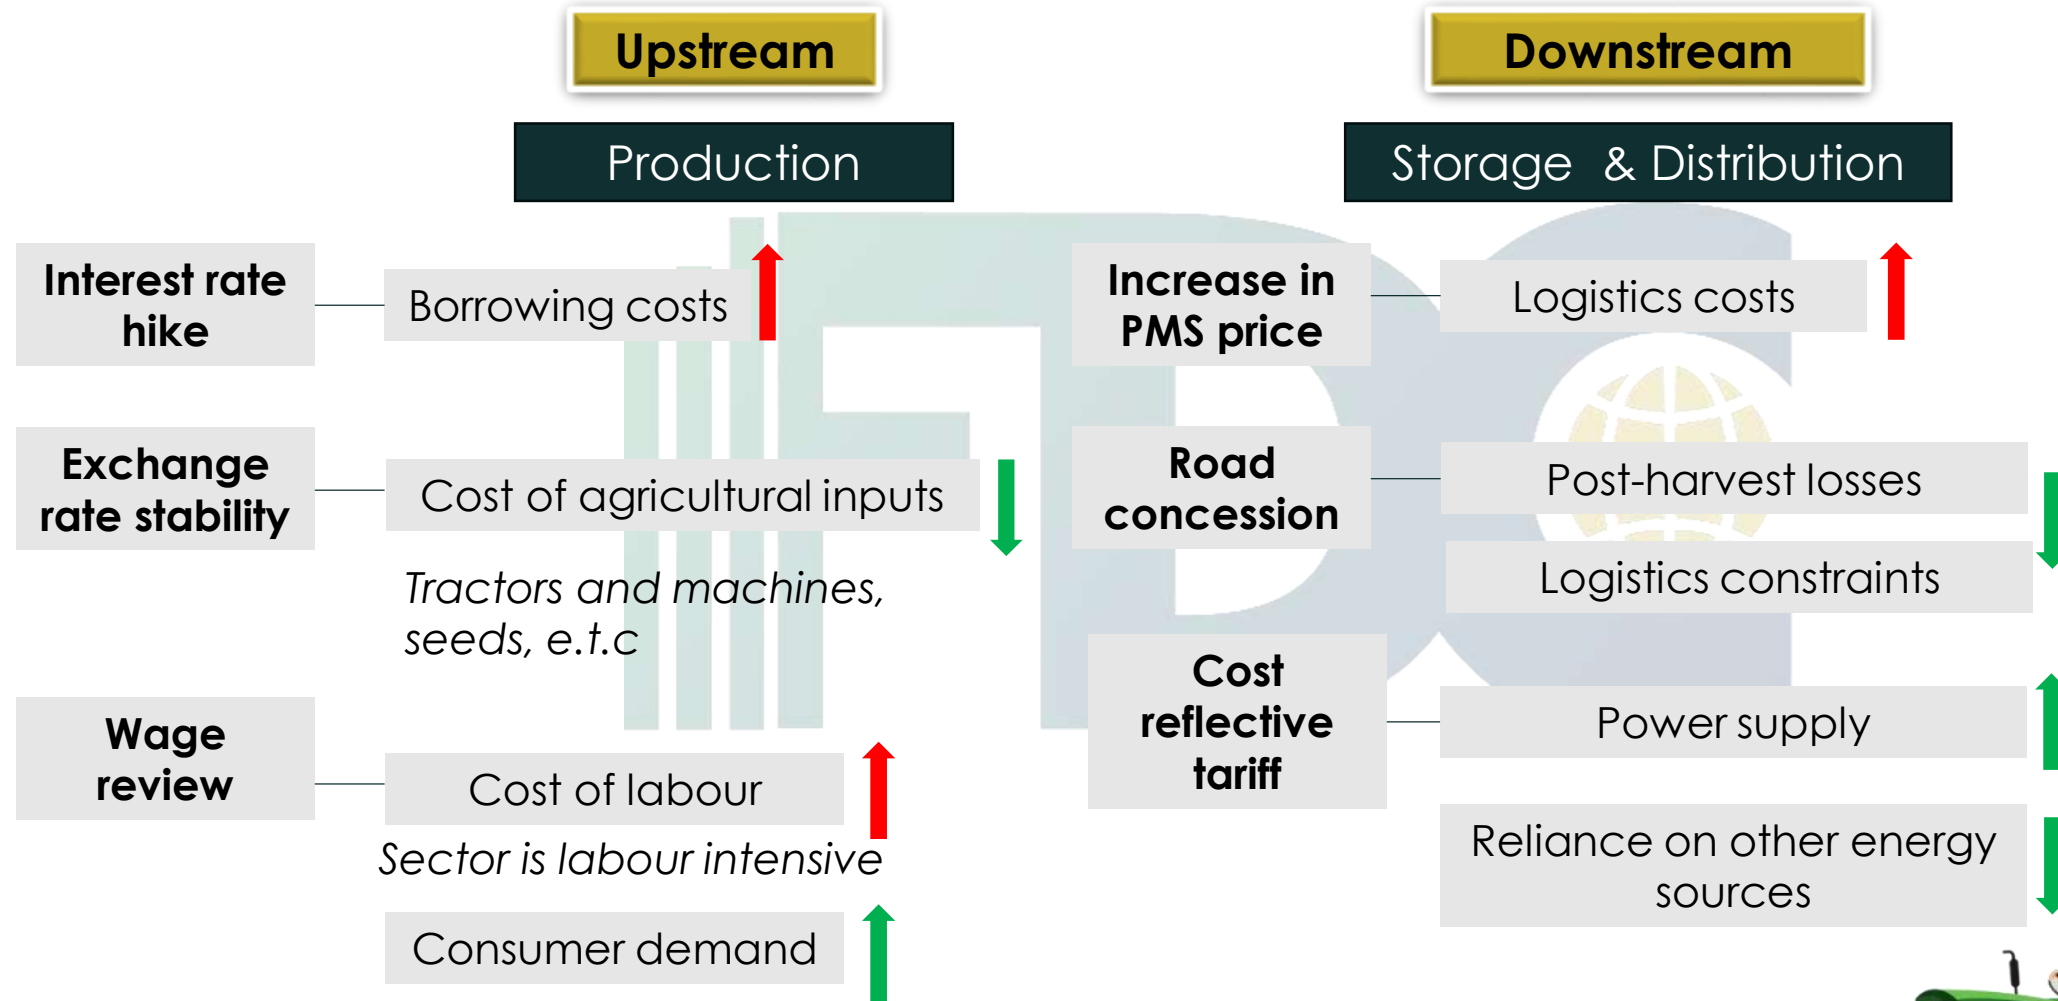 Upstream
Production
Interest rate
hike
Borrowing costs
Exchange
rate stability
Cost of agricultural inputs
Tractors and machines,
seeds, e.t.c
Wage
review
Cost of labour
Sector is labour intensive
Consumer demand
Downstream
Storage & Distribution
Increase in
PMS price
Logistics costs
Road
concession
Post-harvest losses
Logistics constraints
Cost
reflective
tariff
Power supply
Reliance on other energy
sources